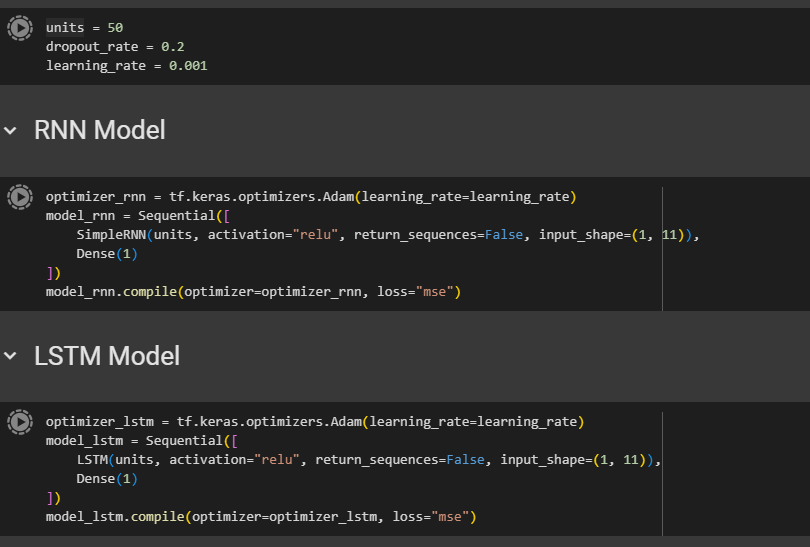 units = 50
dropout_rate = 0.2
learning_rate = 0.001
RNN Model
optimizer_rnn = tf.keras.optimizers.Adam(learning_rate=learning_rate)
model_rnn = Sequential([
    SimpleRNN(units, activation="relu", return_sequences=False, input_shape=(1, 11)),
    Dense(1)
])
model_rnn.compile(optimizer=optimizer_rnn, loss="mse")
LSTM Model
optimizer_lstm = tf.keras.optimizers.Adam(learning_rate=learning_rate)
model_lstm = Sequential([
    LSTM(units, activation="relu", return_sequences=False, input_shape=(1, 11)),
    Dense(1)
])
model_lstm.compile(optimizer=optimizer_lstm, loss="mse")